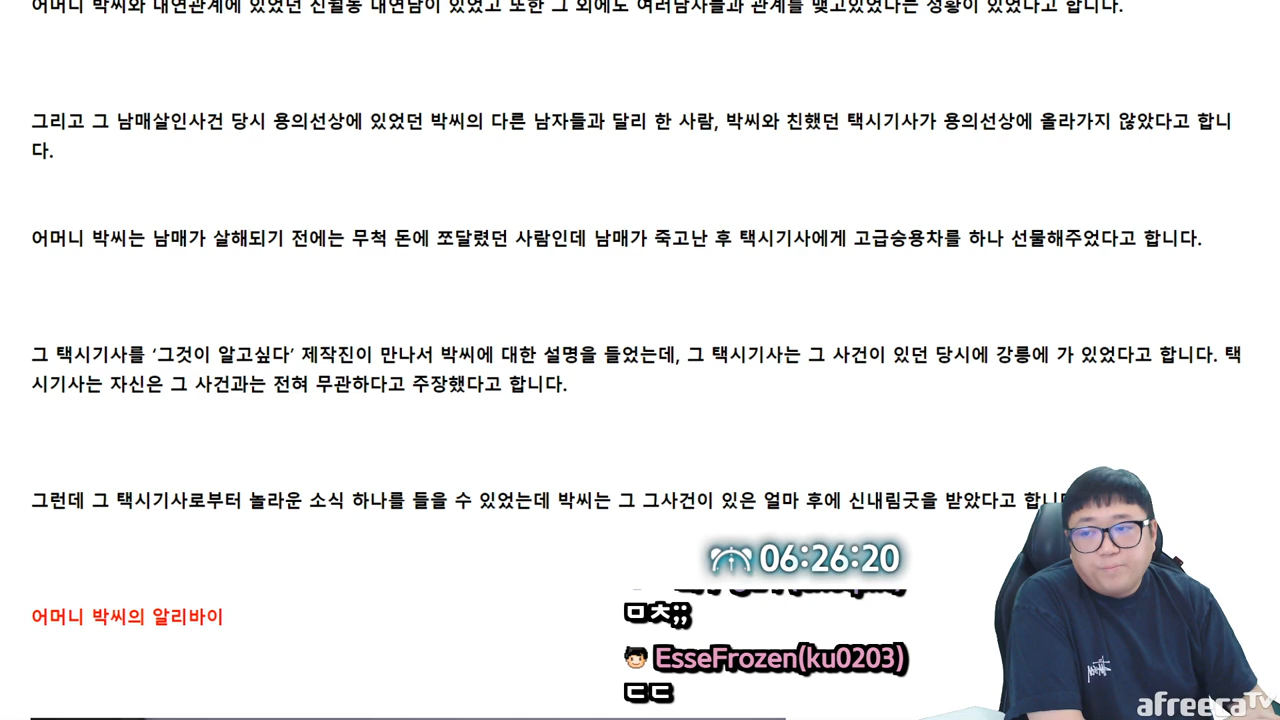 어머니 박씨와 내연관계에 있었던 신월동 내연남이 있었고 또한 그 외에도 여러남자들과 관계를 맺고있었다는 정황이 있었다고 합니다.
그리고 그 남매살인사건 당시 용의선상에 있었던 박씨의 다른 남자들과 달리 한 사람, 박씨와 친했던 택시기사가 용의선상에 올라가지 않았다고 합니
다.
어머니 박씨는 남매가 살해되기 전에는 무척 돈에 쪼달렸던 사람인데 남매가 죽고난 후 택시기사에게 고급승용차를 하나 선물해주었다고 합니다.
그 택시기사를 ‘그것이 알고싶다’ 제작진이 만나서 박씨에 대한 설명을 들었는데, 그 택시기사는 그 사건이 있던 당시에 강릉에 가 있었다고 합니다. 택
시기사는 자신은 그 사건과는 전혀 무관하다고 주장했다고 합니다.
그런데 그 택시기사로부터 놀라운 소식 하나를 들을 수 있었는데 박씨는 그 그사건이 있은 얼마 후에 신내림굿을 받았다고 합니다
06:26:20
ㅁㅊ;;
어머니 박씨의 알리바이
EsseFrozen(ku0203)
ㄷㄷ
afreecaTV